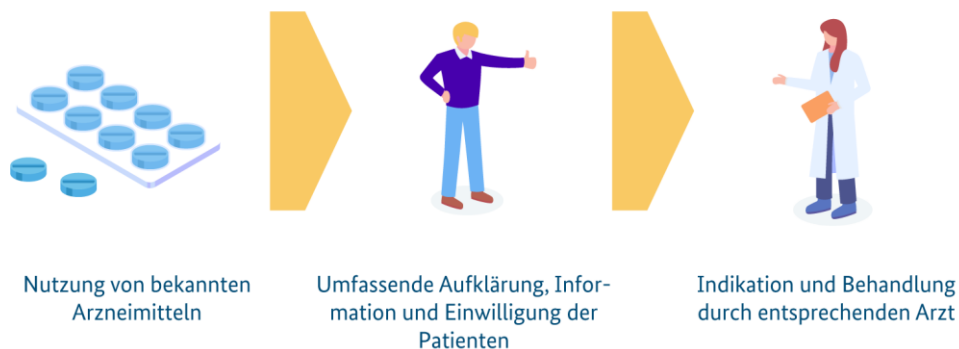 Nutzung von bekannten
Arzneimitteln
Umfassende Aufklärung, Infor-
mation und Einwilligung der
Patienten
Indikation und Behandlung
durch entsprechenden Arzt